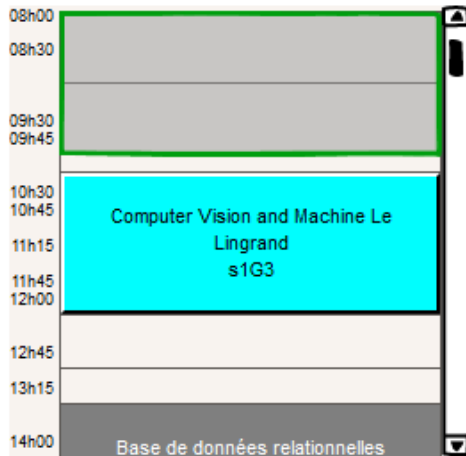 08h00
08h30
09h30
09h45
10h30
10h45
Computer Vision and Machine Le
11h15
Lingrand
s1G3
11h45
12h00
12h45
13h15
14h00
Base de données relationnelles